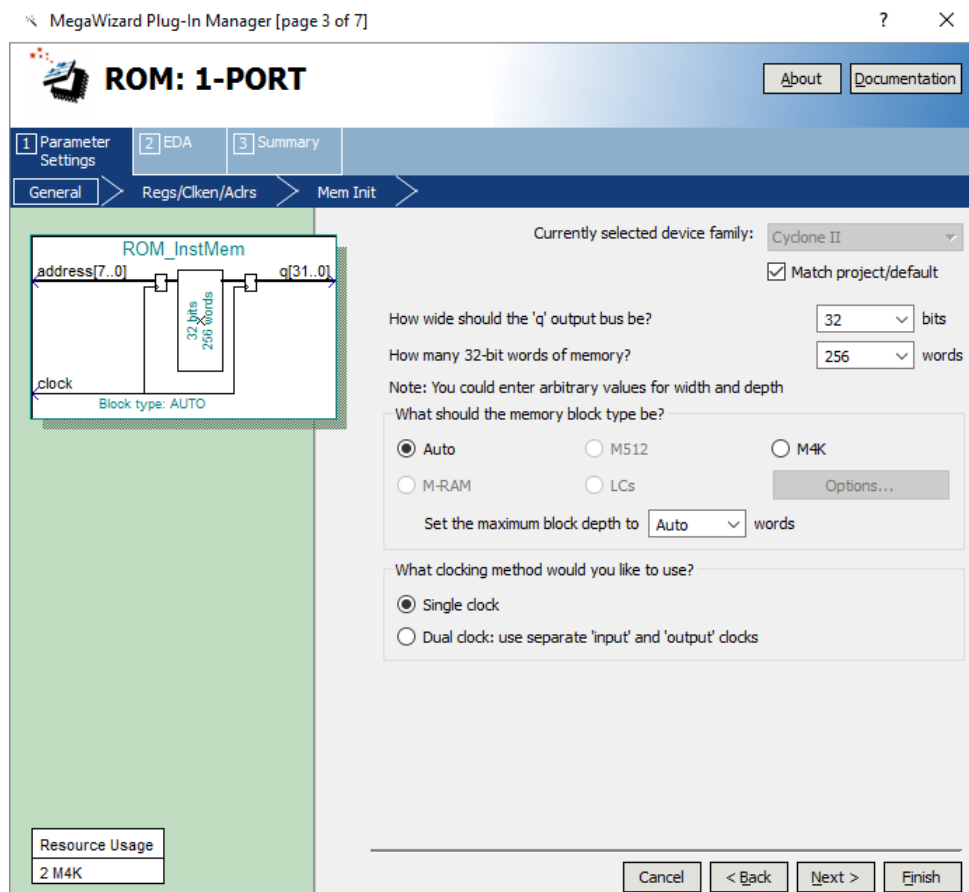 MegaWizard Plug-In Manager [page 3 of 7] ? ×
ROM: 1-PORT
About Documentation
1 Parameter Settings 2 EDA 3 Summary
General Regs/Clken/Aclrs Mem Init
ROM_InstMem
address[7..0] q[31..0]
32 bits
256 words
clock
Block type: AUTO
Currently selected device family: Cyclone II
Match project/default
How wide should the 'q' output bus be? 32 bits
How many 32-bit words of memory? 256 words
Note: You could enter arbitrary values for width and depth
What should the memory block type be?
Auto M512 M4K
M-RAM LCs Options...
Set the maximum block depth to Auto words
What clocking method would you like to use?
Single clock
Dual clock: use separate 'input' and 'output' clocks
Resource Usage
2 M4K
Cancel < Back Next > Finish